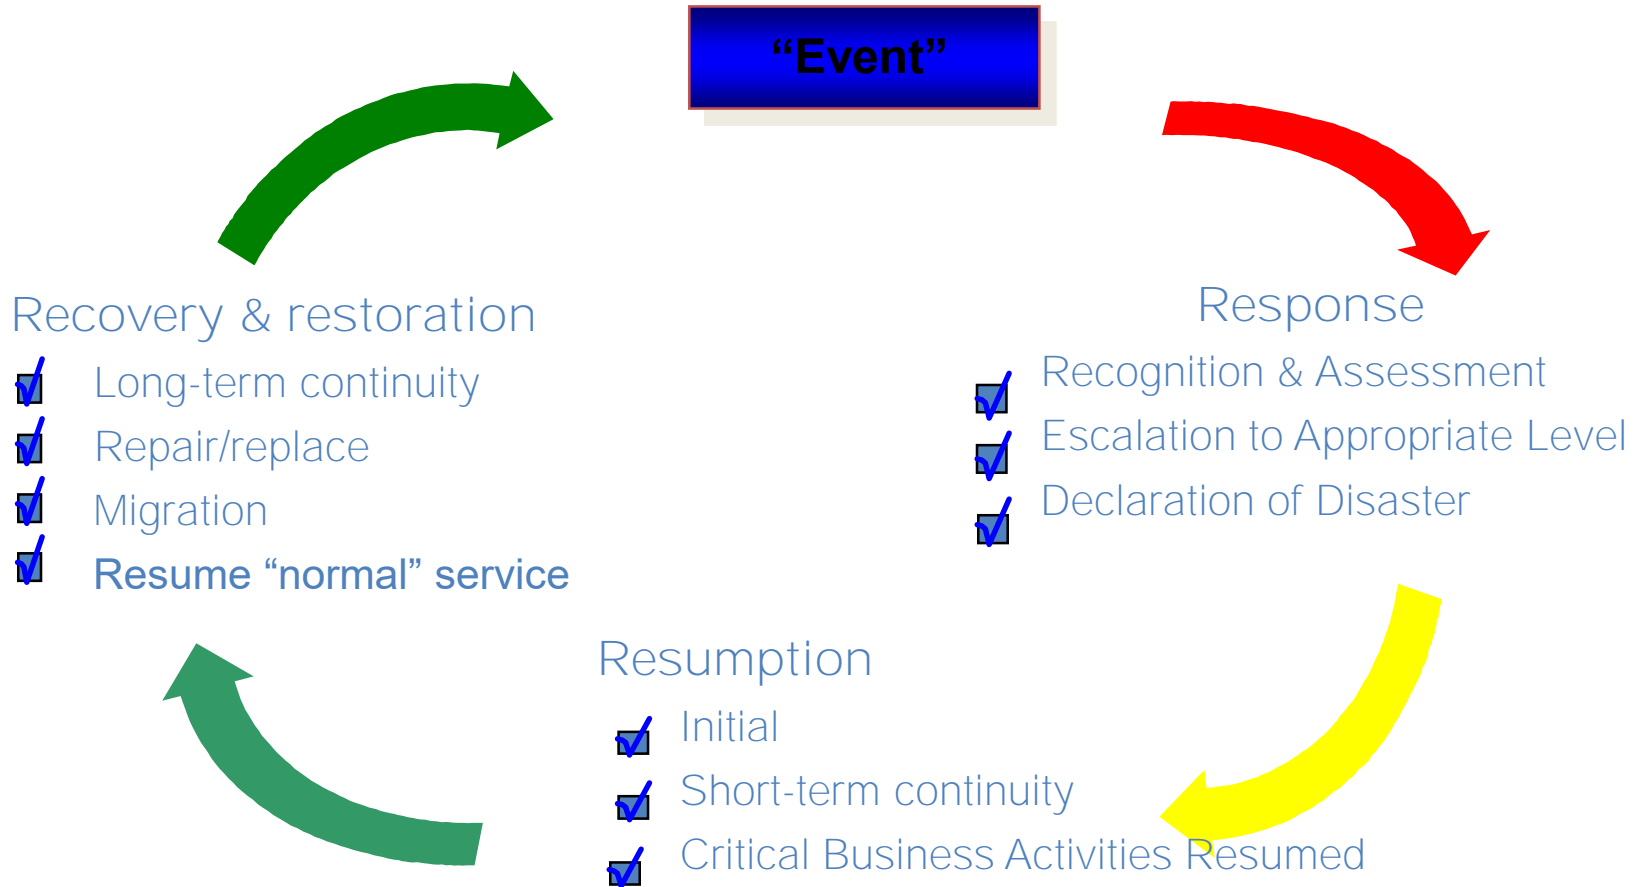 “Event”
Response
Recognition & Assessment
Escalation to Appropriate Level
Declaration of Disaster
Resumption
Initial
Short-term continuity
Critical Business Activities Resumed
Recovery & restoration
Long-term continuity
Repair/replace
Migration
Resume “normal” service